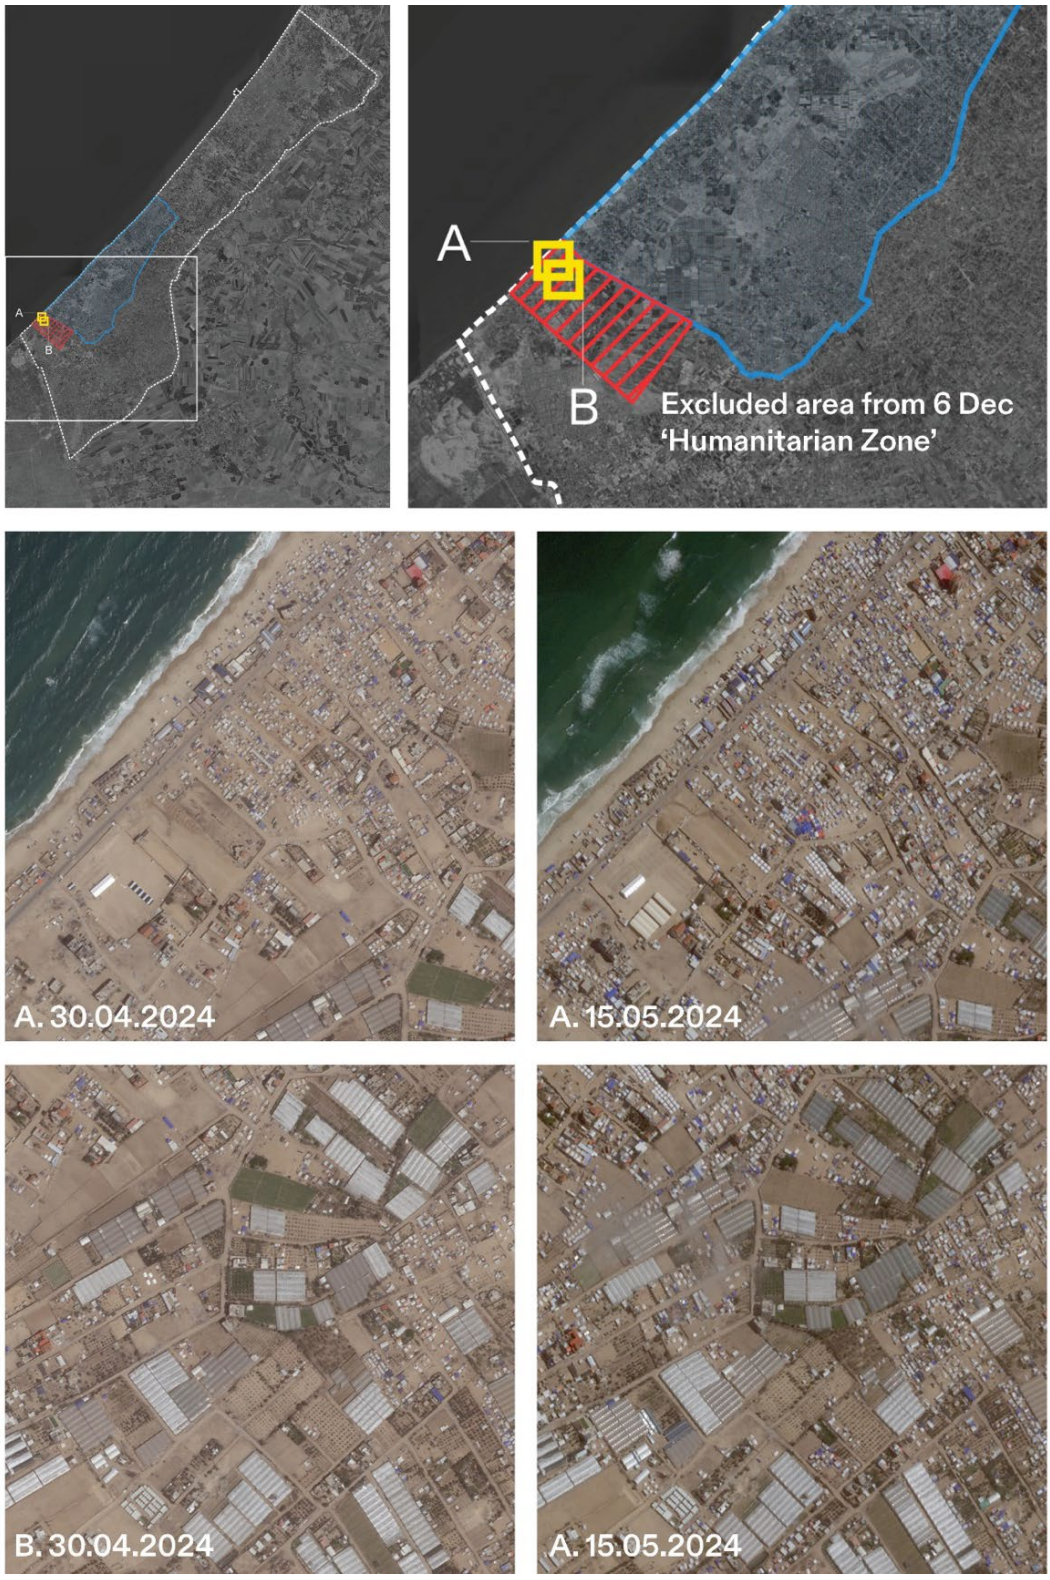 A
B
A
B
Excluded area from 6 Dec
‘Humanitarian Zone’
A. 30.04.2024
A. 15.05.2024
B. 30.04.2024
A. 15.05.2024